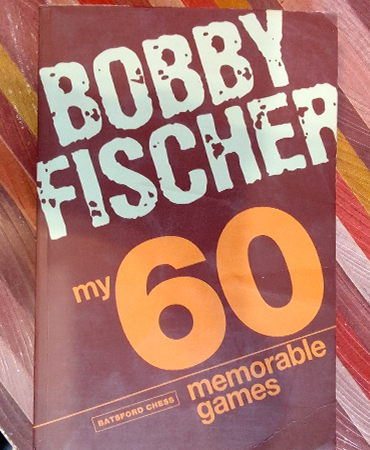 BOBBY
FISCHER
my 60
memorable
games
BATSFORD CHESS